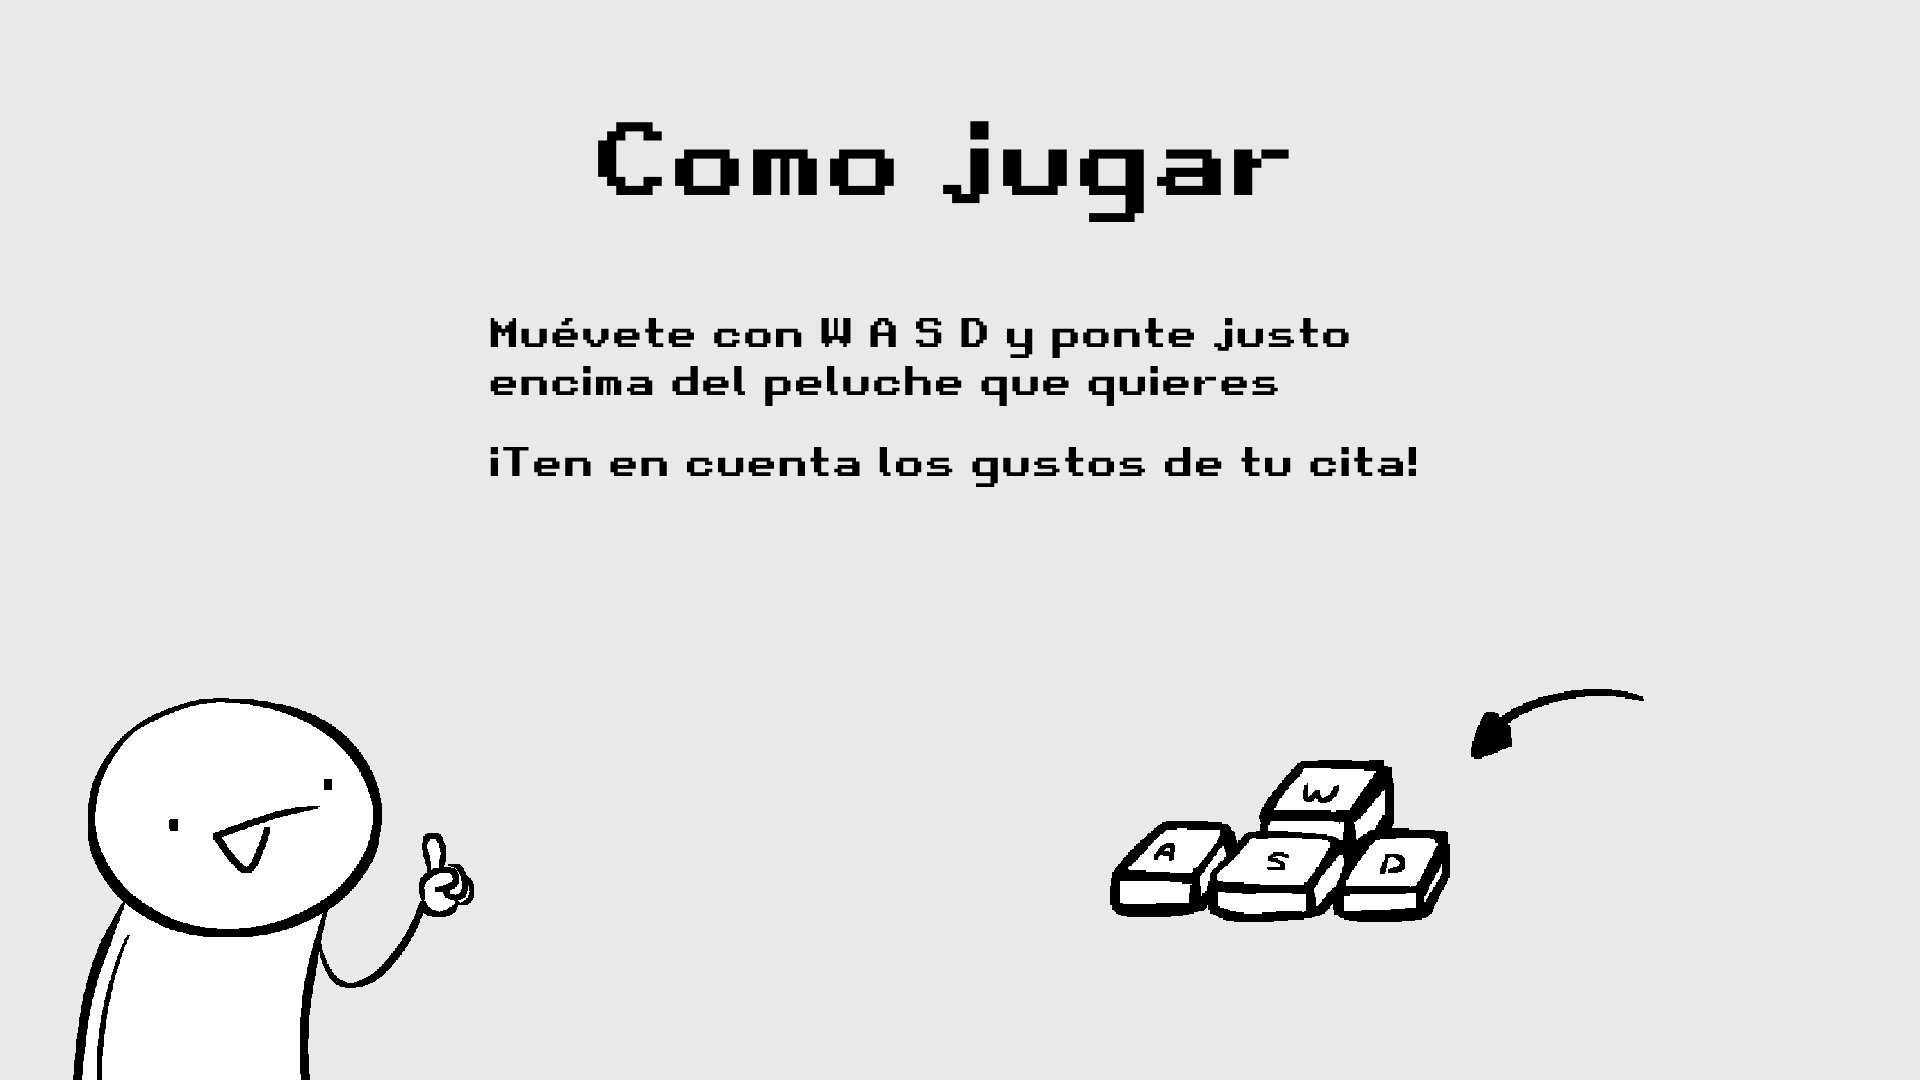 Como jugar
Muévete con W A S D y ponte justo
encima del peluche que quieres
¡Ten en cuenta los gustos de tu cita!
W
A S D